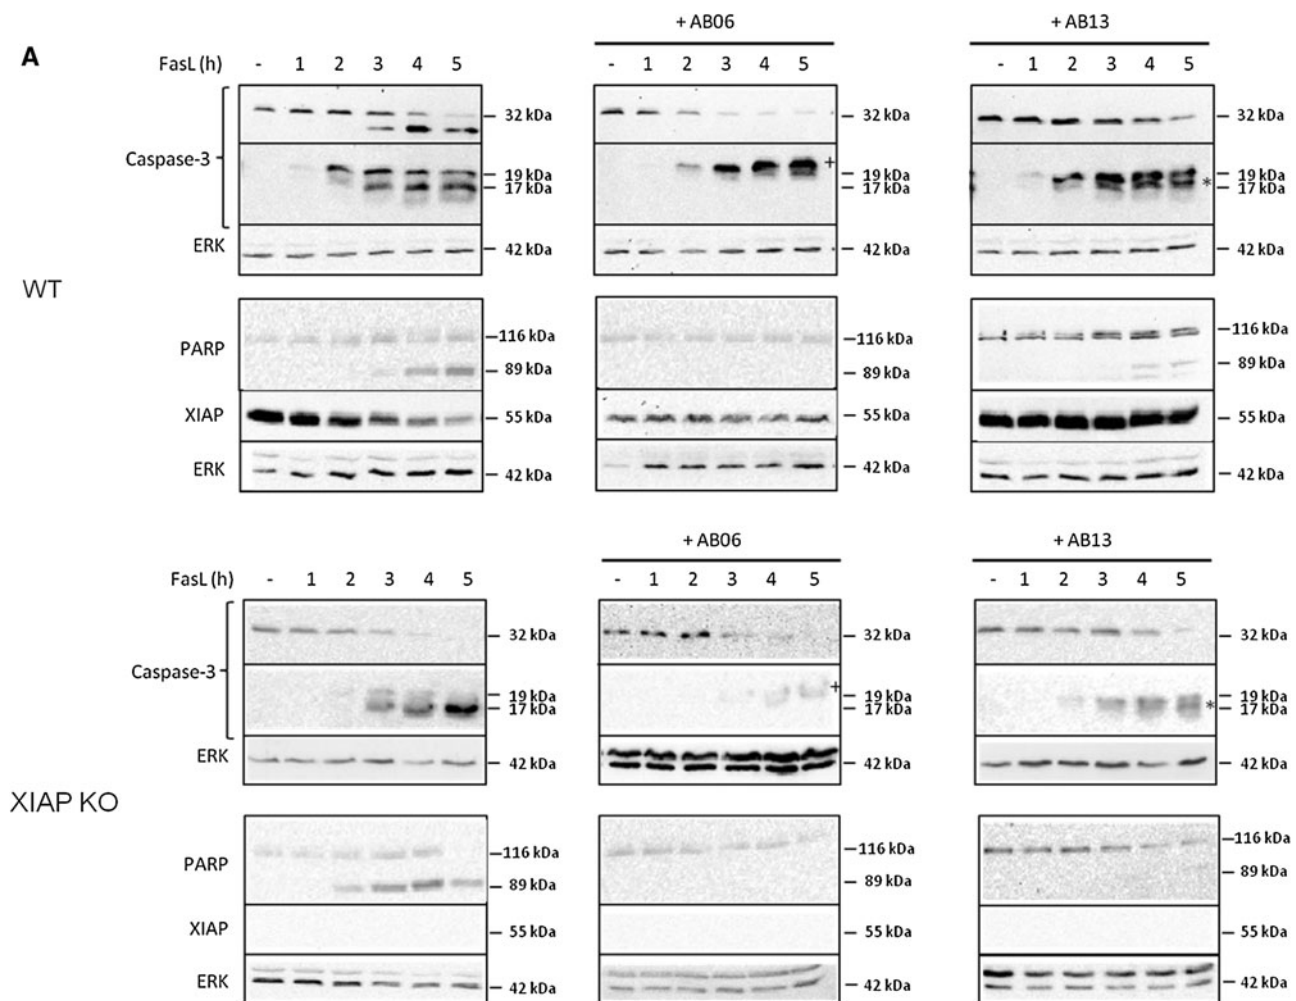 A
+ AB06
+ AB13
FasL (h) - 1 2 3 4 5
- 1 2 3 4 5
- 1 2 3 4 5
Caspase-3
32 kDa
19 kDa
17 kDa
32 kDa
+
19 kDa
17 kDa
32 kDa
19 kDa
17 kDa
*
ERK
42 kDa
42 kDa
42 kDa
WT
PARP
116 kDa
89 kDa
116 kDa
89 kDa
116 kDa
89 kDa
XIAP
55 kDa
55 kDa
55 kDa
ERK
42 kDa
42 kDa
42 kDa
+ AB06
+ AB13
FasL (h) - 1 2 3 4 5
- 1 2 3 4 5
- 1 2 3 4 5
Caspase-3
32 kDa
19 kDa
17 kDa
32 kDa
+
19 kDa
17 kDa
32 kDa
19 kDa
17 kDa
*
ERK
42 kDa
42 kDa
42 kDa
XIAP KO
PARP
116 kDa
89 kDa
116 kDa
89 kDa
116 kDa
89 kDa
XIAP
55 kDa
55 kDa
55 kDa
ERK
42 kDa
42 kDa
42 kDa